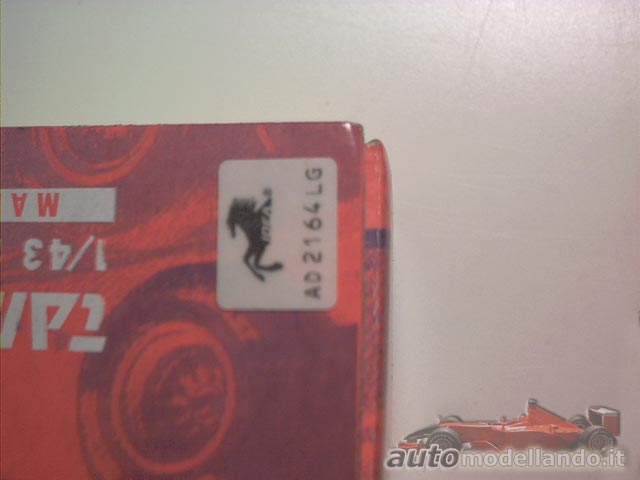 MA
1/43
AD 2164 LG
automodellando.it